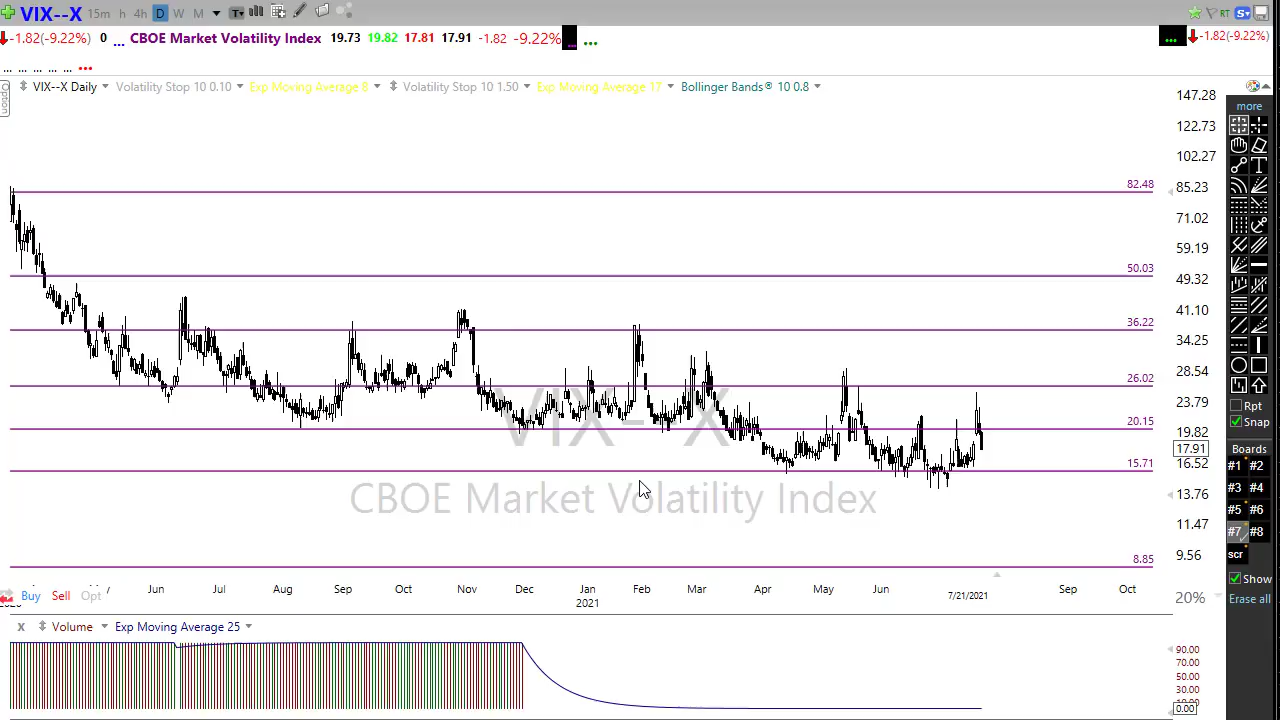 VIX--X 15m h 4h D W M T RT S
-1.82(-9.22%) 0 ... CBOE Market Volatility Index 19.73 19.82 17.81 17.91 -1.82 -9.22% ... ... ... -1.82(-9.22%)
... ... ... ... ... ...
Option
VIX--X Daily Volatility Stop 10 0.10 Exp Moving Average 8 Volatility Stop 10 1.50 Exp Moving Average 17 Bollinger Bands® 10 0.8
147.28
more
122.73
102.27
82.48
85.23
71.02
59.19
50.03
49.32
41.10
36.22
34.25
28.54
26.02
23.79
Rpt
Snap
20.15
19.82
17.91
Boards
15.71
16.52
#1 #2
#3 #4
13.76
#5 #6
11.47
#7 #8
9.56
scr
8.85
Show
Jun Jul Aug Sep Oct Nov Dec Jan Feb Mar Apr May Jun 7/21/2021 Sep Oct
2021
Buy Sell Opt
20%
Erase all
VIX--X
CBOE Market Volatility Index
x Volume Exp Moving Average 25
90.00
70.00
50.00
30.00
0.00